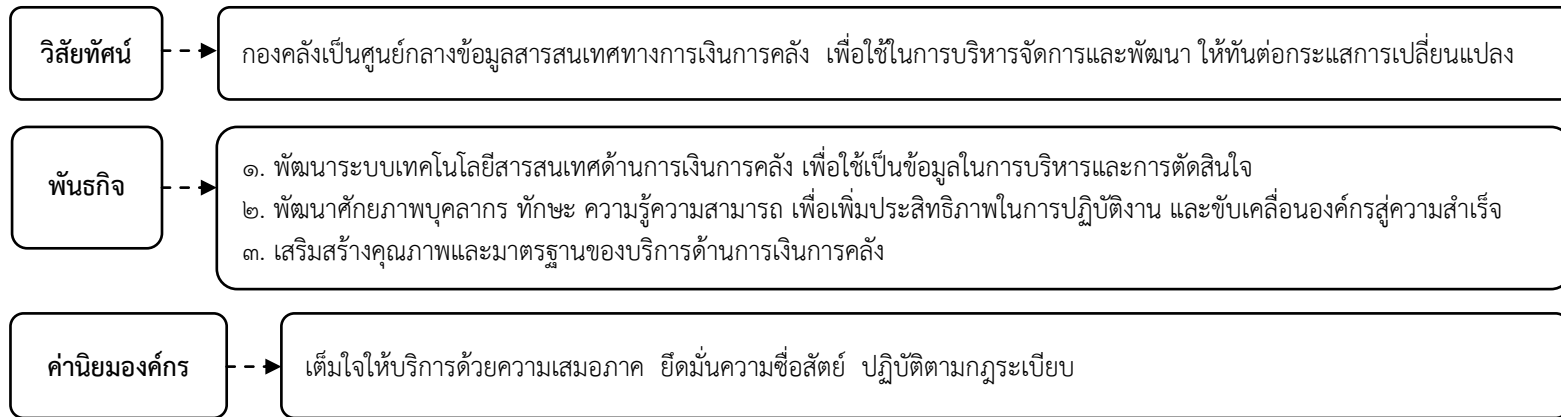 วิสัยทัศน์
กองคลังเป็นศูนย์กลางข้อมูลสารสนเทศทางการเงินการคลัง เพื่อใช้ในการบริหารจัดการและพัฒนา ให้ทันต่อกระแสการเปลี่ยนแปลง
พันธกิจ
๑. พัฒนาระบบเทคโนโลยีสารสนเทศด้านการเงินการคลัง เพื่อใช้เป็นข้อมูลในการบริหารและการตัดสินใจ
๒. พัฒนาศักยภาพบุคลากร ทักษะ ความรู้ความสามารถ เพื่อเพิ่มประสิทธิภาพในการปฏิบัติงาน และขับเคลื่อนองค์กรสู่ความสำเร็จ
๓. เสริมสร้างคุณภาพและมาตรฐานของบริการด้านการเงินการคลัง
ค่านิยมองค์กร
เต็มใจให้บริการด้วยความเสมอภาค ยึดมั่นความซื่อสัตย์ ปฏิบัติตามกฎระเบียบ